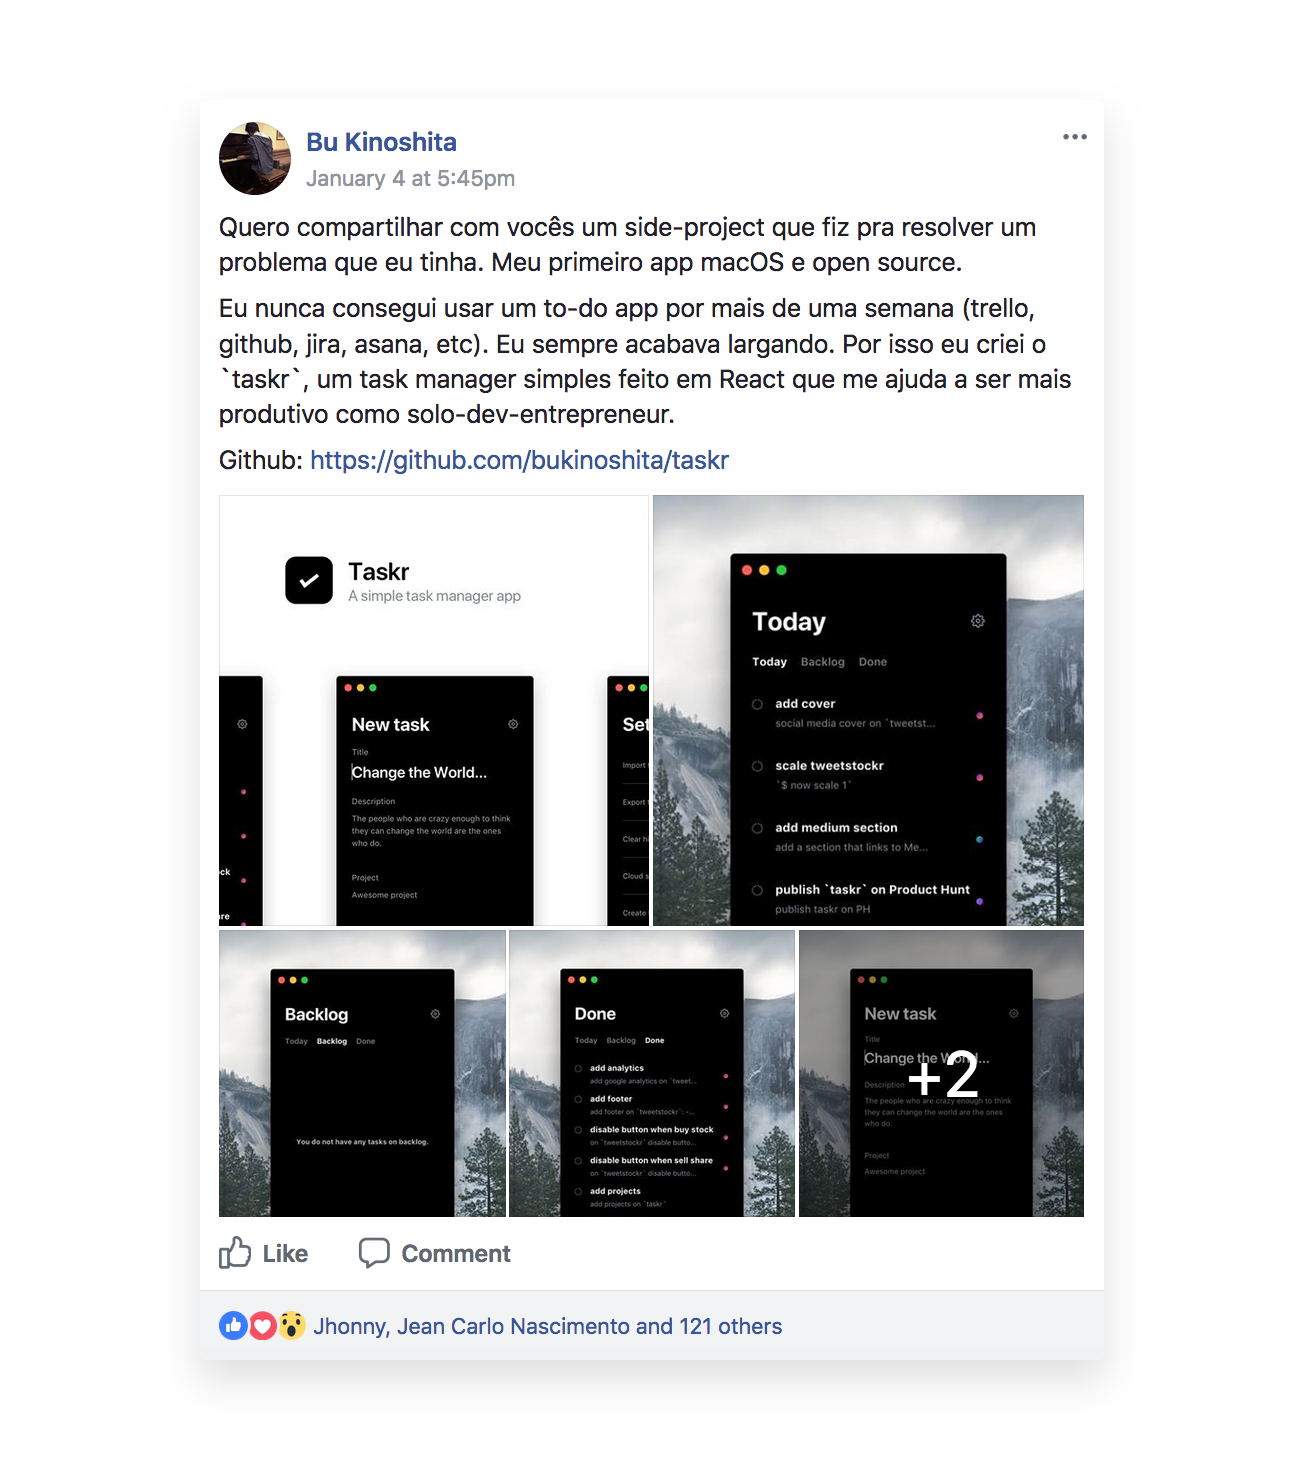 Bu Kinoshita
January 4 at 5:45pm
Quero compartilhar com vocês um side-project que fiz pra resolver um
problema que eu tinha. Meu primeiro app macOS e open source.
Eu nunca consegui usar um to-do app por mais de uma semana (trello,
github, jira, asana, etc). Eu sempre acabava largando. Por isso eu criei o
`taskr`, um task manager simples feito em React que me ajuda a ser mais
produtivo como solo-dev-entrepreneur.
Github: https://github.com/bukinoshita/taskr
Taskr
A simple task manager app
ck
re
New task
Title
Change the World...
Description
The people who are crazy enough to think
they can change the world are the ones
who do.
Project
Awesome project
Set
Import
Export
Clear hi
Cloud s
Create
Today
Today Backlog Done
add cover
social media cover on `tweetst...
scale tweetstockr
`$ now scale 1`
add medium section
add a section that links to Me...
publish `taskr` on Product Hunt
publish taskr on PH
Backlog
Today Backlog Done
You do not have any tasks on backlog.
Done
Today Backlog Done
add analytics
add google analytics on `tweet...
add footer
add footer on `tweetstockr`: -...
disable button when buy stock
on `tweetstockr` disable butto...
disable button when sell share
on `tweetstockr` disable butto...
add projects
add projects on `taskr`
New task
Title
Change the World...
+2
Description
The people who are crazy enough to think
they can change the world are the ones
who do.
Project
Awesome project
Like Comment
Jhonny, Jean Carlo Nascimento and 121 others